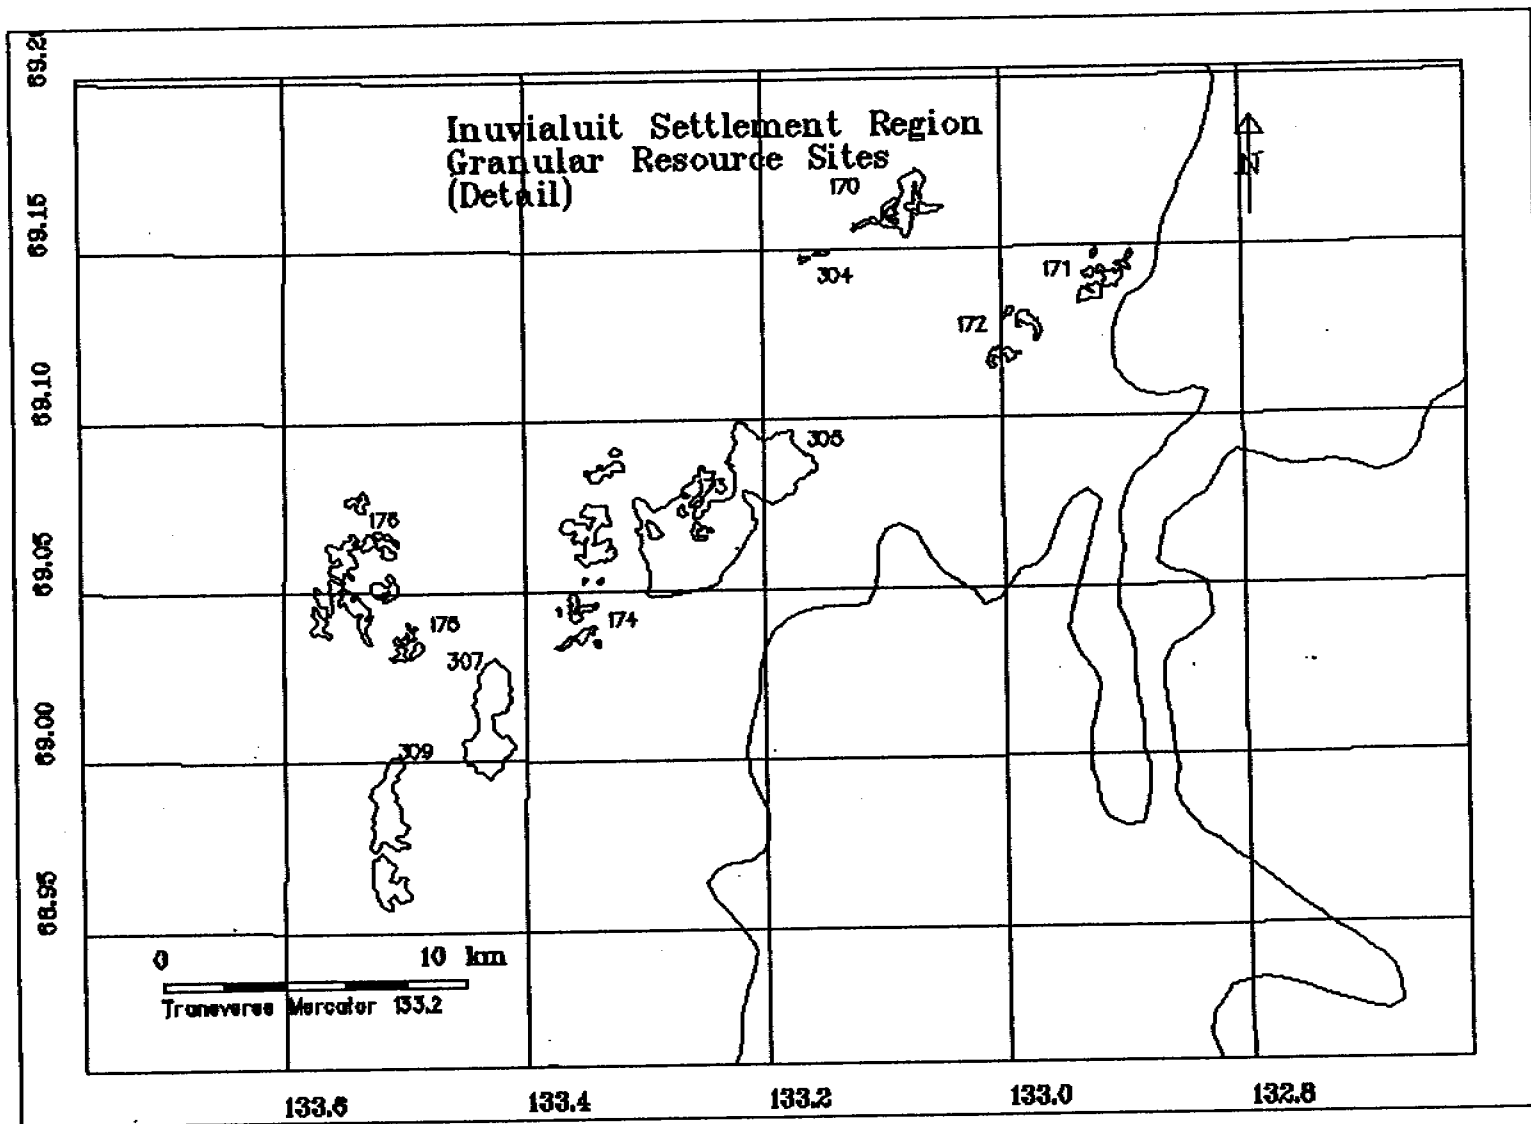 69.20
Inuvialuit Settlement Region
Granular Resource Sites
(Detail)
N
170
69.15
304
171
172
69.10
305
173
176
69.05
174
175
307
69.00
309
68.95
0 10 km
Transverse Mercator 133.2
133.6 133.4 133.2 133.0 132.8